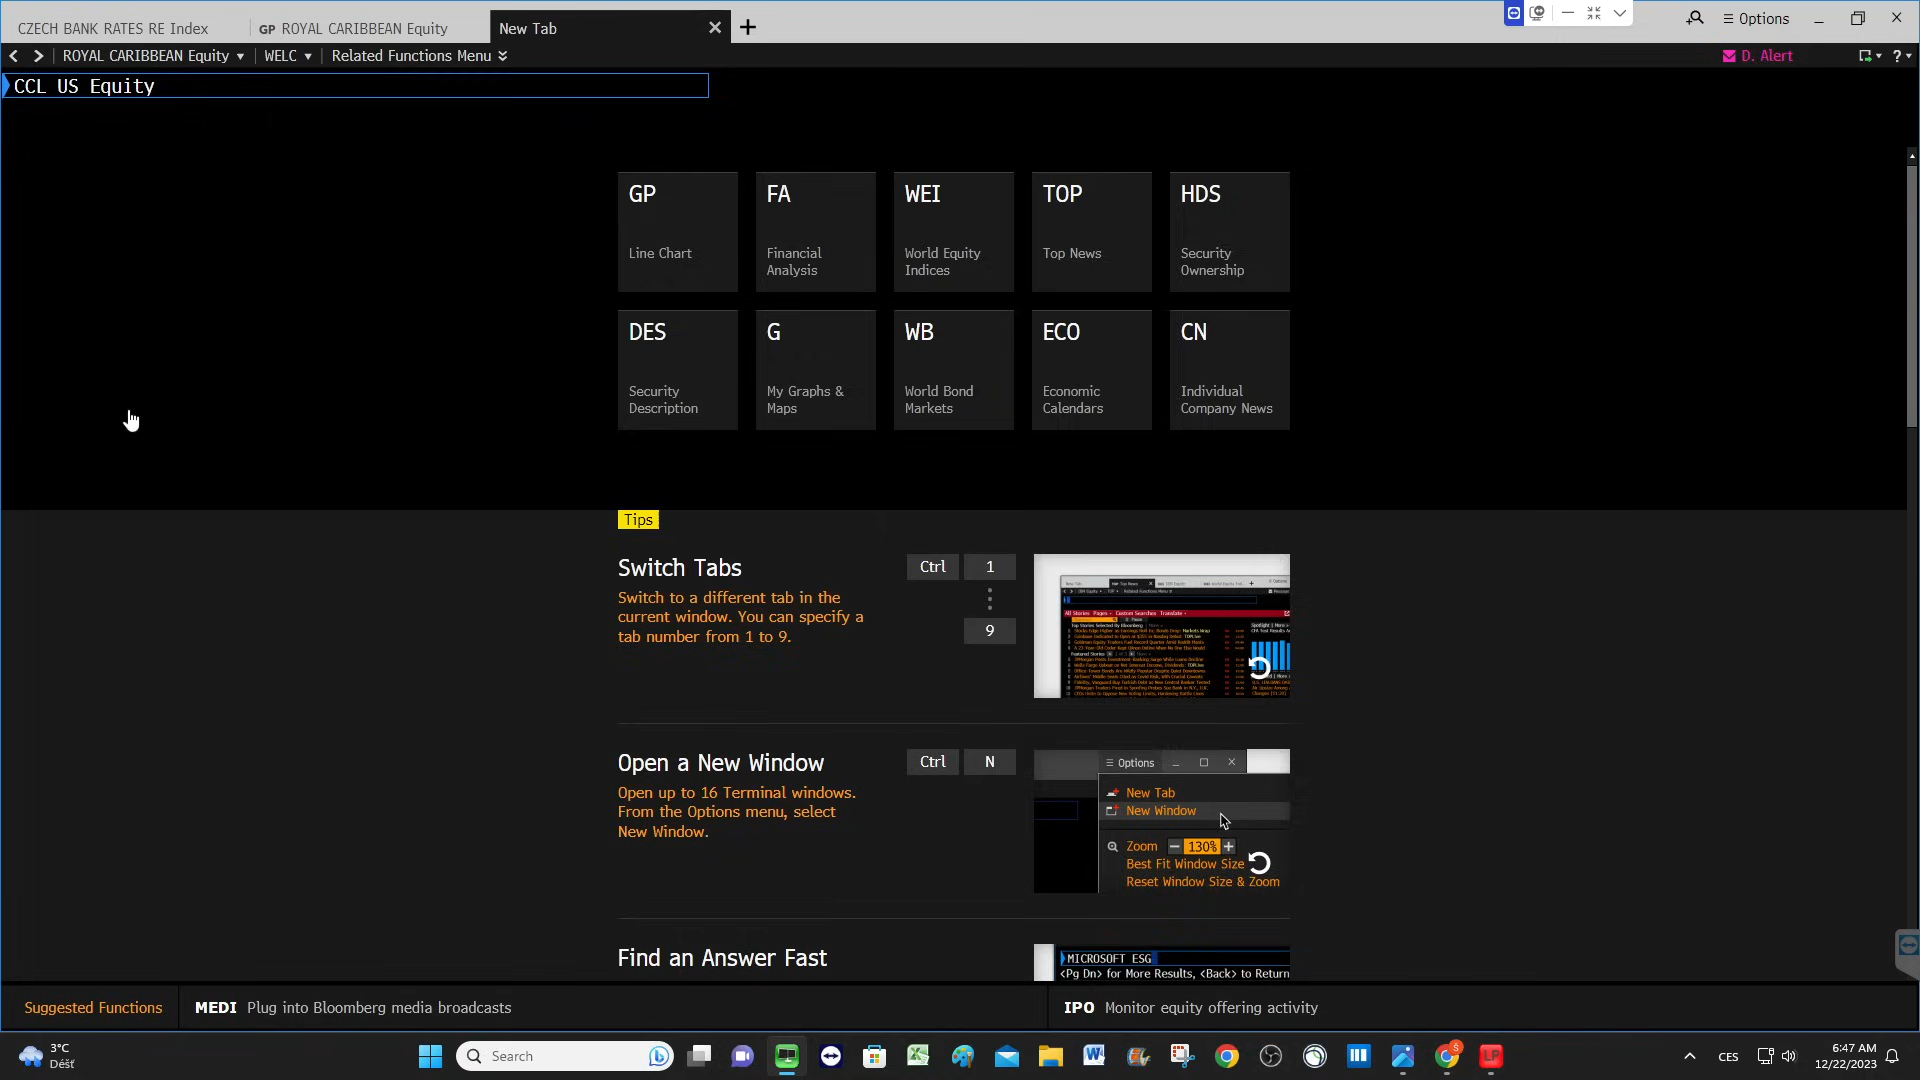 CZECH BANK RATES RE Index
GP ROYAL CARIBBEAN Equity
New Tab
Options
ROYAL CARIBBEAN Equity
WELC
Related Functions Menu
D. Alert
?
CCL US Equity
GP
Line Chart
FA
Financial
Analysis
WEI
World Equity
Indices
TOP
Top News
HDS
Security
Ownership
DES
Security
Description
G
My Graphs &
Maps
WB
World Bond
Markets
ECO
Economic
Calendars
CN
Individual
Company News
Tips
Switch Tabs
Switch to a different tab in the
current window. You can specify a
tab number from 1 to 9.
Ctrl 1
9
Open a New Window
Open up to 16 Terminal windows.
From the Options menu, select
New Window.
Ctrl N
Options
New Tab
New Window
Zoom 130%
Best Fit Window Size
Reset Window Size & Zoom
Find an Answer Fast
MICROSOFT ESG
<Pg Dn> for More Results, <Back> to Return
Suggested Functions
MEDI Plug into Bloomberg media broadcasts
IPO Monitor equity offering activity
3°C
Déšť
Search
CES
6:47 AM
12/22/2023